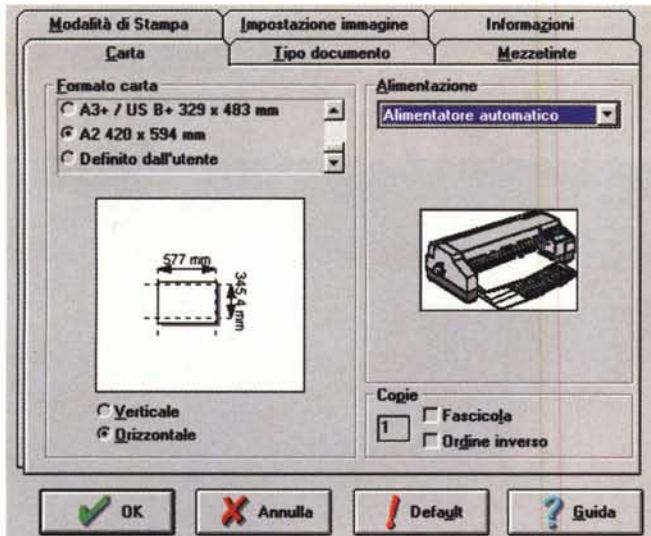 Modalità di Stampa
Impostazione immagine
Informazioni
Carta
Tipo documento
Mezzetinte
Formato carta
A3+ / US B+ 329 x 483 mm
A2 420 x 594 mm
Definito dall'utente
577 mm
345.4 mm
Verticale
Orizzontale
Alimentazione
Alimentatore automatico
Copie
1
Fascicola
Ordine inverso
OK
Annulla
Default
Guida